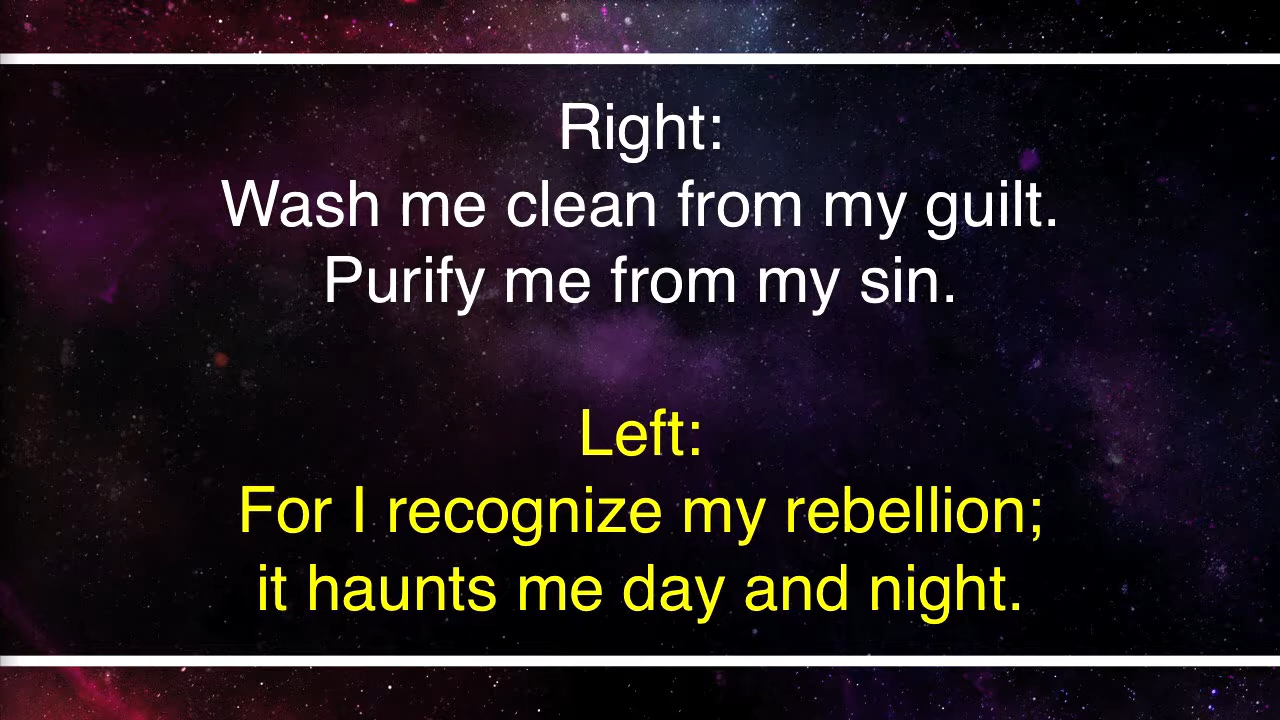 Right:
Wash me clean from my guilt.
Purify me from my sin.
Left:
For I recognize my rebellion;
it haunts me day and night.